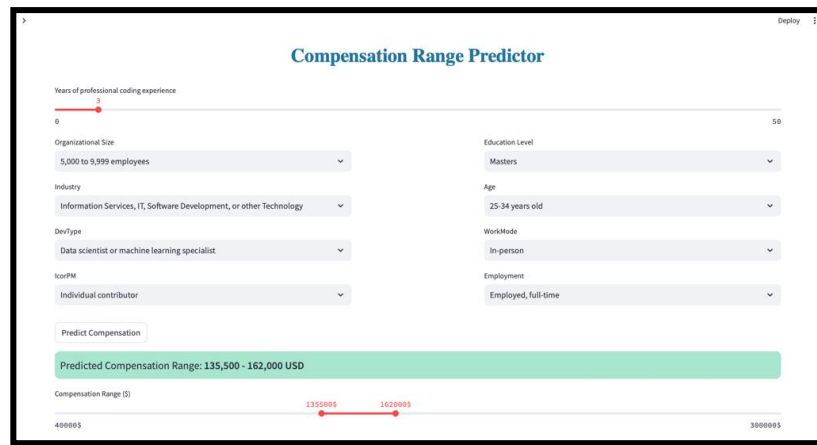 Deploy
Compensation Range Predictor
Years of professional coding experience
3
0 50
Organizational Size Education Level
5,000 to 9,999 employees Masters
Industry Age
Information Services, IT, Software Development, or other Technology 25-34 years old
DevType WorkMode
Data scientist or machine learning specialist In-person
IcorPM Employment
Individual contributor Employed, full-time
Predict Compensation
Predicted Compensation Range: 135,500 - 162,000 USD
Compensation Range ($)
135500$ 162000$
40000$ 300000$